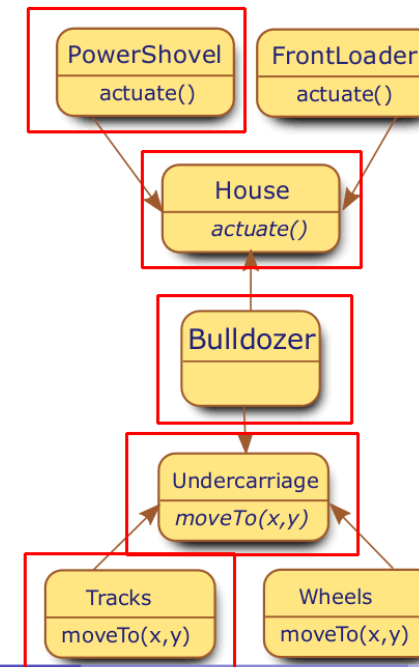 PowerShovel
actuate()
FrontLoader
actuate()
House
actuate()
Bulldozer
Undercarriage
moveTo(x,y)
Tracks
moveTo(x,y)
Wheels
moveTo(x,y)